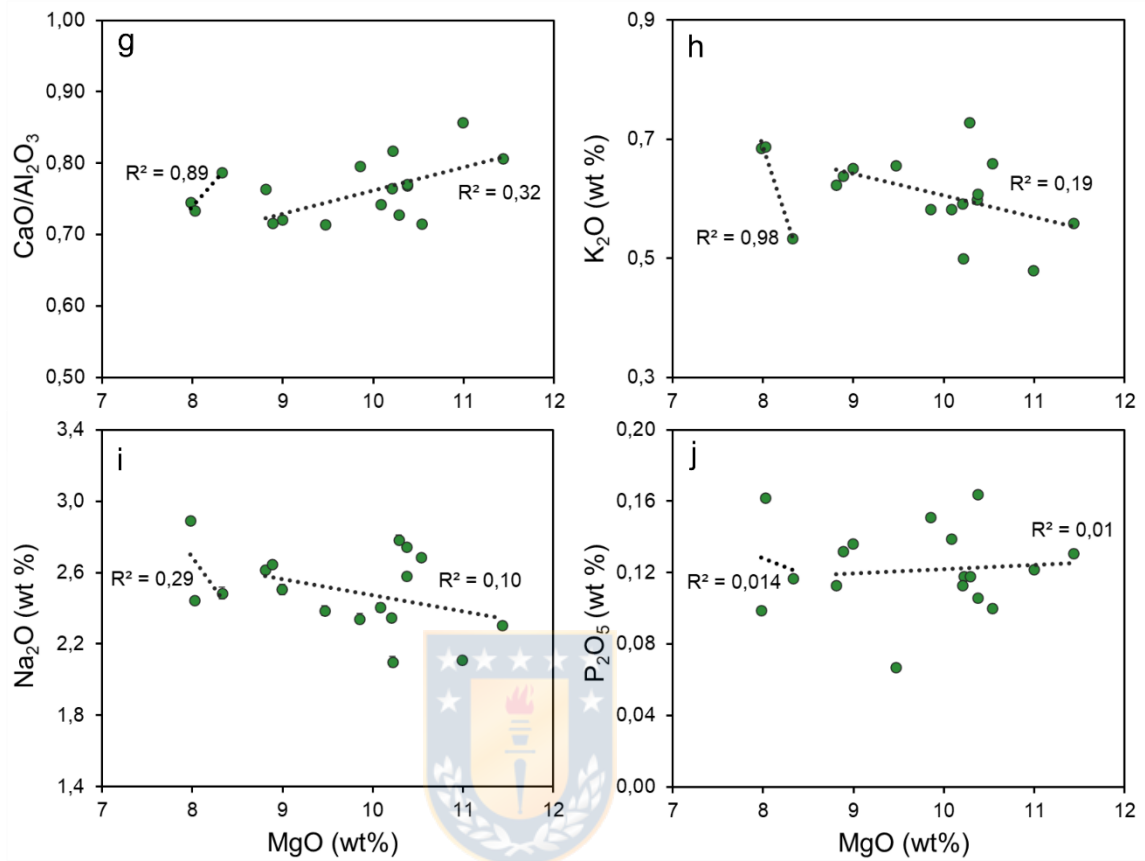 g
CaO/Al₂O₃
1,00
0,90
0,80
0,70
0,60
0,50
R² = 0,89
R² = 0,32
7 8 9 10 11 12
h
K₂O (wt %)
0,9
0,7
0,5
0,3
R² = 0,98
R² = 0,19
7 8 9 10 11 12
i
Na₂O (wt %)
3,4
3,0
2,6
2,2
1,8
1,4
R² = 0,29
R² = 0,10
7 8 9 10 11 12
MgO (wt%)
j
P₂O₅ (wt %)
0,20
0,16
0,12
0,08
0,04
0,00
R² = 0,014
R² = 0,01
7 8 9 10 11 12
MgO (wt%)